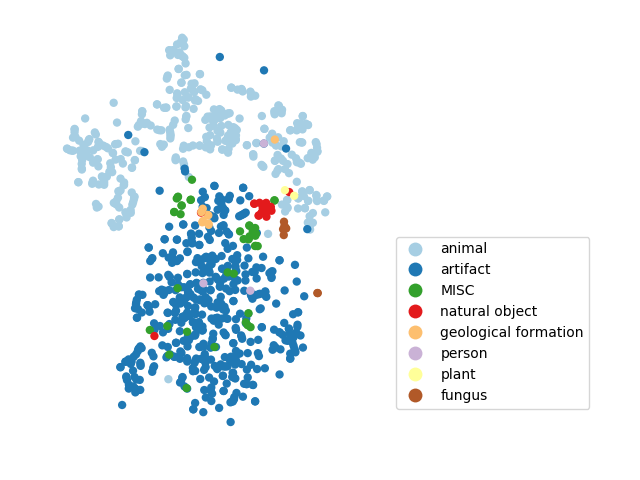 animal
artifact
MISC
natural object
geological formation
person
plant
fungus